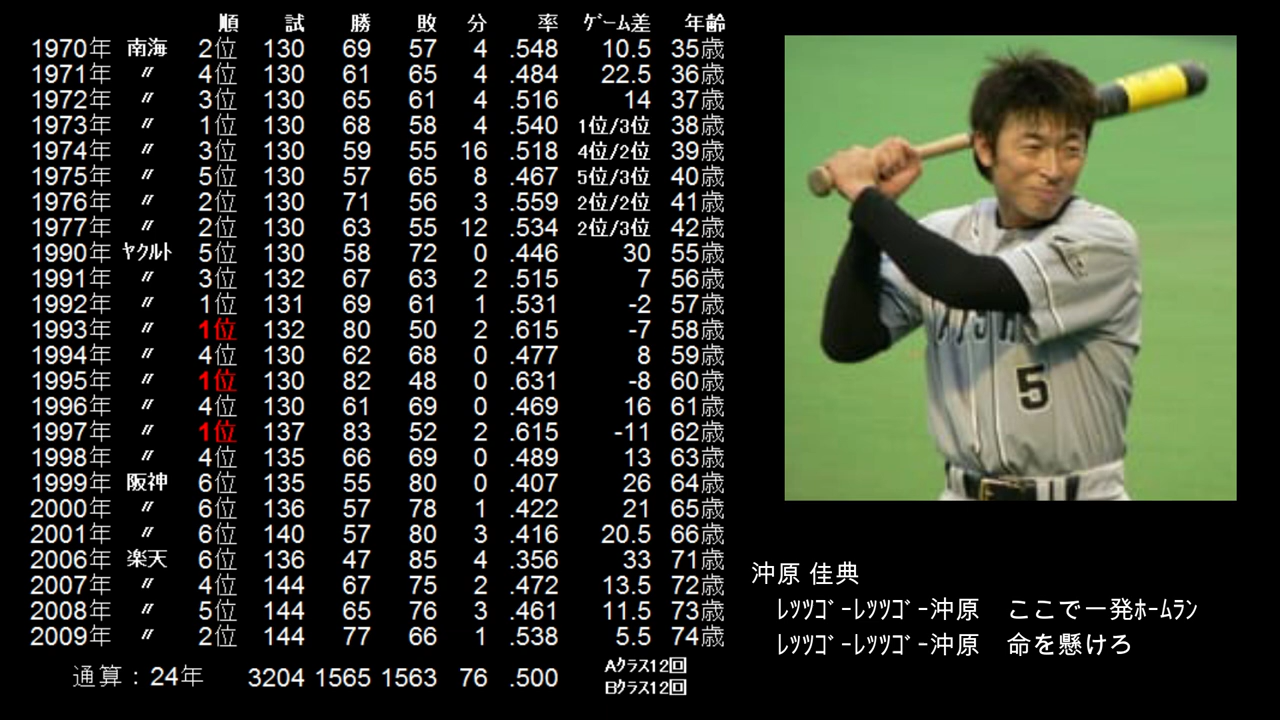 順 試 勝 敗 分 率 ｹﾞｰﾑ差 年齢
1970年 南海 2位 130 69 57 4 .548 10.5 35歳
1971年 〃 4位 130 61 65 4 .484 22.5 36歳
1972年 〃 3位 130 65 61 4 .516 14 37歳
1973年 〃 1位 130 68 58 4 .540 1位/3位 38歳
1974年 〃 3位 130 59 55 16 .518 4位/2位 39歳
1975年 〃 5位 130 57 65 8 .467 5位/3位 40歳
1976年 〃 2位 130 71 56 3 .559 2位/2位 41歳
1977年 〃 2位 130 63 55 12 .534 2位/3位 42歳
1990年 ﾔｸﾙﾄ 5位 130 58 72 0 .446 30 55歳
1991年 〃 3位 132 67 63 2 .515 7 56歳
1992年 〃 1位 131 69 61 1 .531 -2 57歳
1993年 〃 1位 132 80 50 2 .615 -7 58歳
1994年 〃 4位 130 62 68 0 .477 8 59歳
1995年 〃 1位 130 82 48 0 .631 -8 60歳
1996年 〃 4位 130 61 69 0 .469 16 61歳
1997年 〃 1位 137 83 52 2 .615 -11 62歳
1998年 〃 4位 135 66 69 0 .489 13 63歳
1999年 阪神 6位 135 55 80 0 .407 26 64歳
2000年 〃 6位 136 57 78 1 .422 21 65歳
2001年 〃 6位 140 57 80 3 .416 20.5 66歳
2006年 楽天 6位 136 47 85 4 .356 33 71歳
2007年 〃 4位 144 67 75 2 .472 13.5 72歳
2008年 〃 5位 144 65 76 3 .461 11.5 73歳
2009年 〃 2位 144 77 66 1 .538 5.5 74歳
通算：24年 3204 1565 1563 76 .500 Aｸﾗｽ12回
Bｸﾗｽ12回
5
沖原 佳典
ﾚｯﾂｺﾞｰﾚｯﾂｺﾞｰ沖原 ここで一発ﾎｰﾑﾗﾝ
ﾚｯﾂｺﾞｰﾚｯﾂｺﾞｰ沖原 命を懸けろ